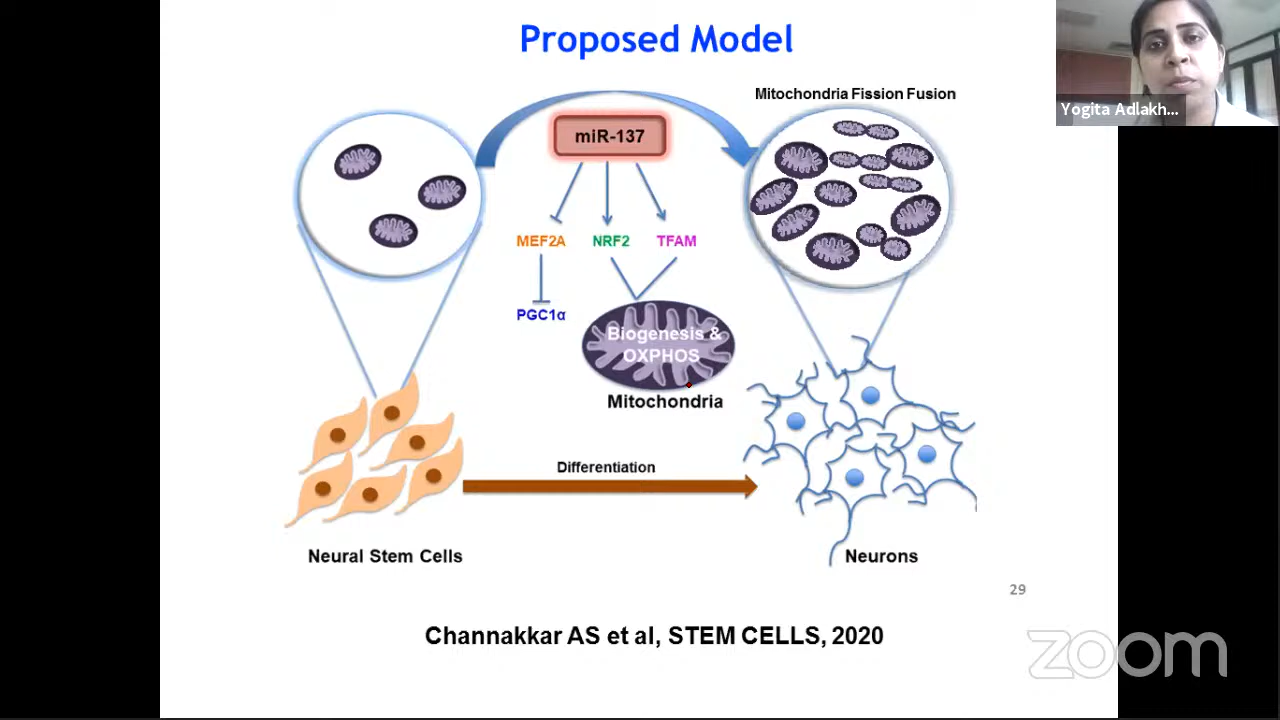 Proposed Model
Mitochondria Fission Fusion
Yogita Adlakh...
miR-137
MEF2A NRF2 TFAM
PGC1α
Biogenesis &
OXPHOS
Mitochondria
Differentiation
Neural Stem Cells
Neurons
29
Channakkar AS et al, STEM CELLS, 2020
zoom